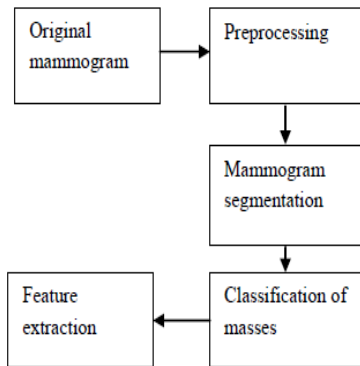 Original
mammogram
Preprocessing
Mammogram
segmentation
Classification of
masses
Feature
extraction